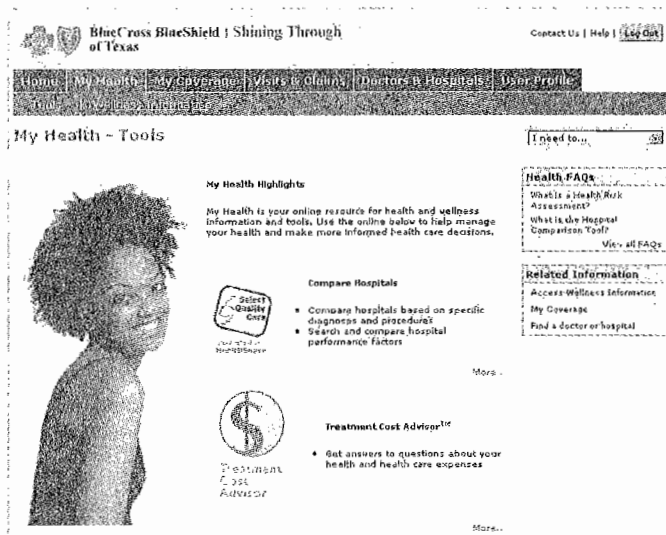 BlueCross BlueShield | Shining Through
of Texas
Contact Us | Help | Log Out
Home | My Health | My Coverage | Visits & Claims | Doctors & Hospitals | User Profile
Tools
My Health - Tools
I need to...
My Health Highlights
My Health is your online resource for health and wellness
information and tools. Use the online below to help manage
your health and make more informed health care decisions.
Select
Quality
Care
Compare Hospitals
• Compare hospitals based on specific
diagnoses and procedures
• Search and compare hospital
performance factors
More...
Treatment
Cost
Advisor
Treatment Cost Advisor™
• Get answers to questions about your
health and health care expenses
More...
Health FAQs
What is a Health Risk
Assessment?
What is the Hospital
Comparison Tool?
View all FAQs
Related Information
Access Wellness Information
My Coverage
Find a doctor or hospital